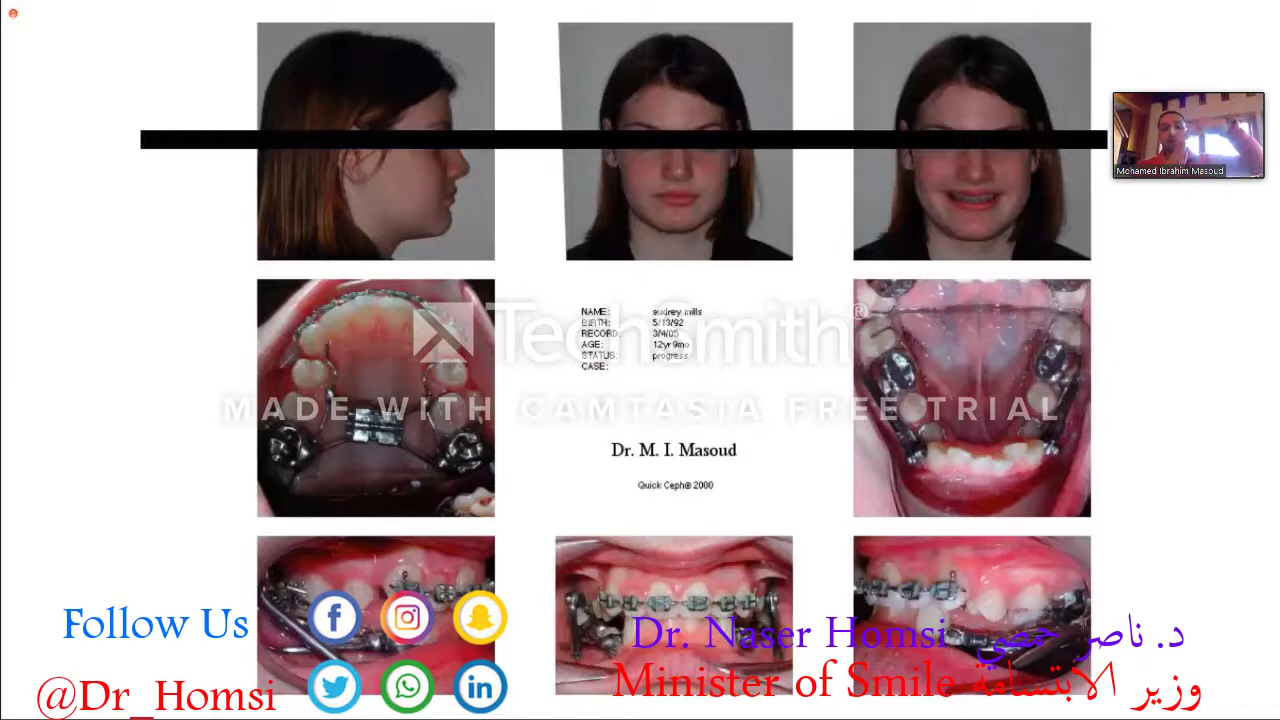 Mohamed Ibrahim Masoud
NAME: audrey mills
BIRTH: 5/13/92
RECORD: 3/4/05
AGE: 12yr 9mo
STATUS: progress
CASE:
TechSmith®
MADE WITH CAMTASIA FREE TRIAL
Dr. M. I. Masoud
Quick Ceph® 2000
Follow Us
@Dr_Homsi
Dr. Naser Homsi د. ناصر حمصي
Minister of Smile وزير الابتسامة